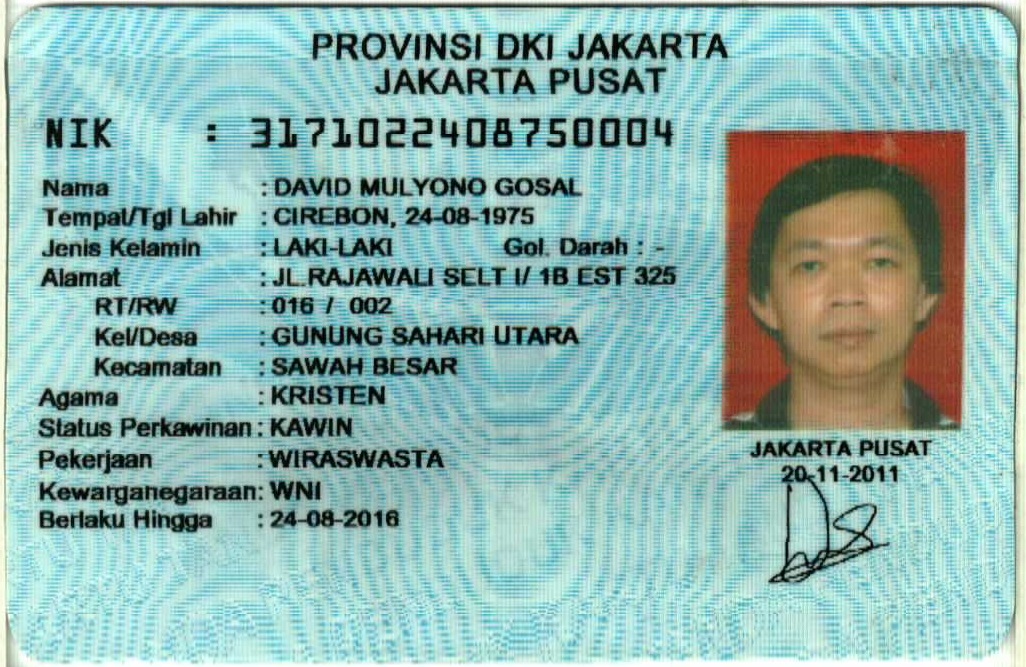 PROVINSI DKI JAKARTA
JAKARTA PUSAT
NIK : 3171022408750004
Nama : DAVID MULYONO GOSAL
Tempat/Tgl Lahir : CIREBON, 24-08-1975
Jenis Kelamin : LAKI-LAKI Gol. Darah : -
Alamat : JL.RAJAWALI SELT I/ 1B EST 325
RT/RW : 016 / 002
Kel/Desa : GUNUNG SAHARI UTARA
Kecamatan : SAWAH BESAR
Agama : KRISTEN
Status Perkawinan : KAWIN
Pekerjaan : WIRASWASTA
Kewarganegaraan : WNI
Berlaku Hingga : 24-08-2016
JAKARTA PUSAT
20-11-2011